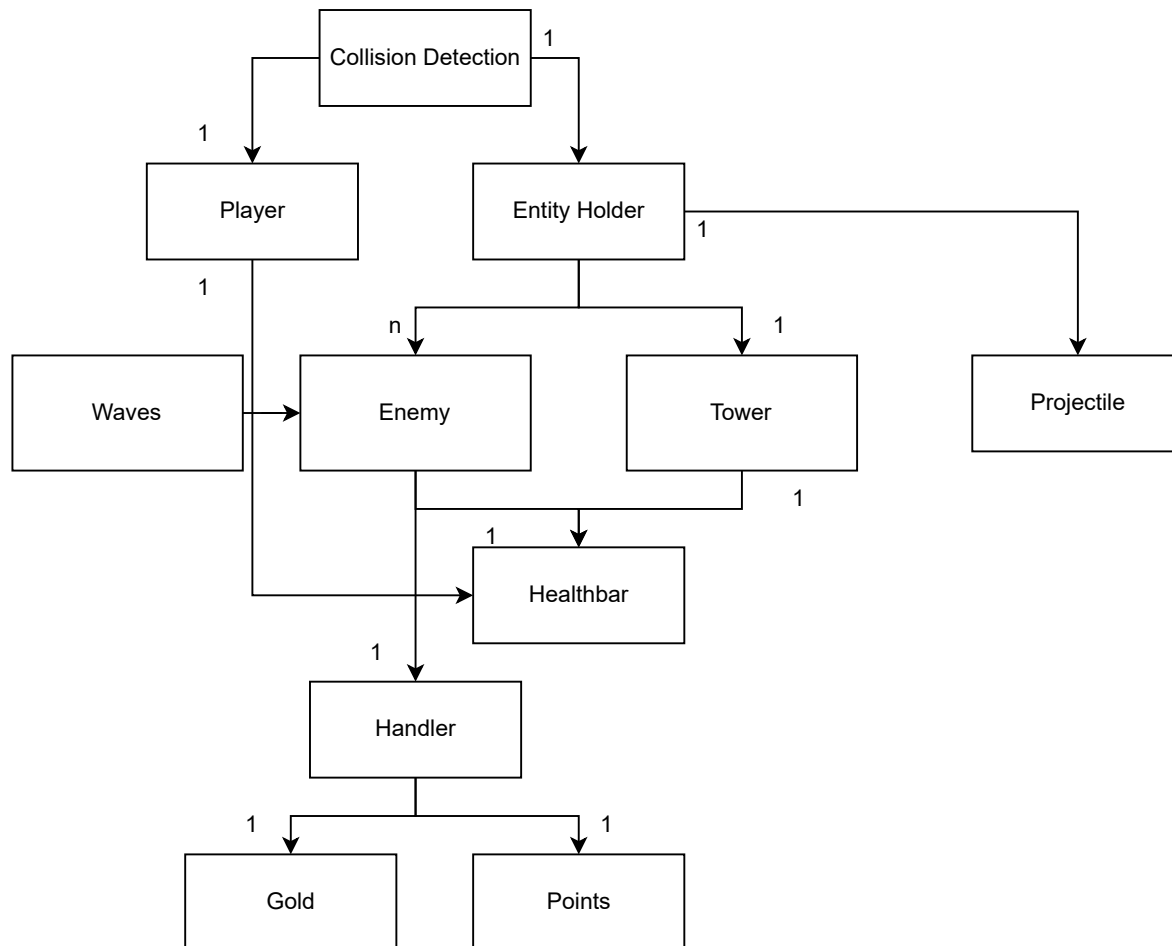 Collision Detection
1
1
Player
Entity Holder
1
1
n
1
Waves
Enemy
Tower
Projectile
1
1
Healthbar
1
Handler
1
1
Gold
Points